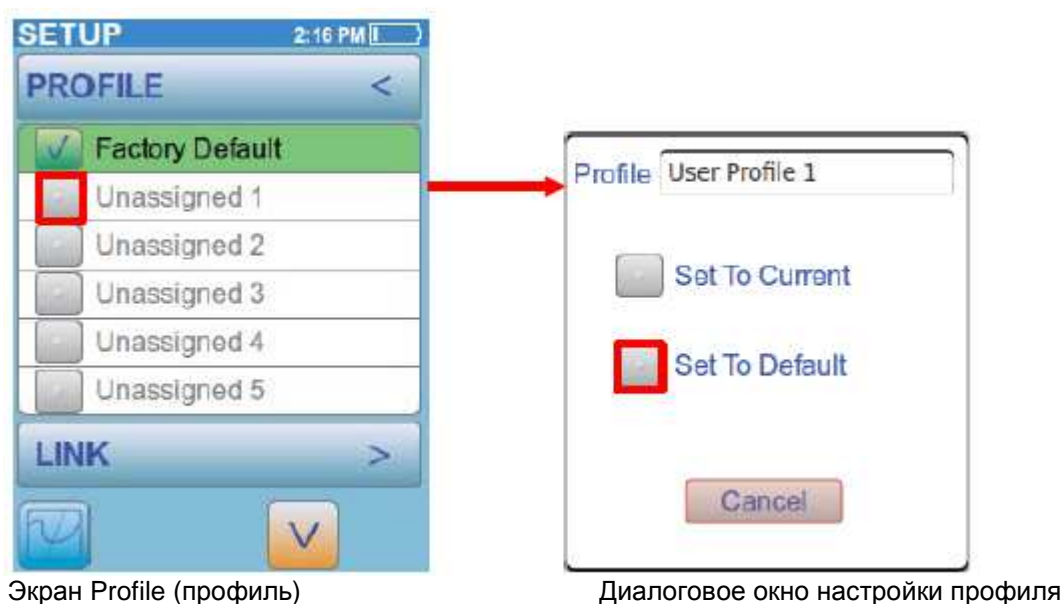 SETUP 2:16 PM
PROFILE <
Factory Default
Unassigned 1
Unassigned 2
Unassigned 3
Unassigned 4
Unassigned 5
LINK >
V
Profile User Profile 1
Set To Current
Set To Default
Cancel
Экран Profile (профиль)
Диалоговое окно настройки профиля